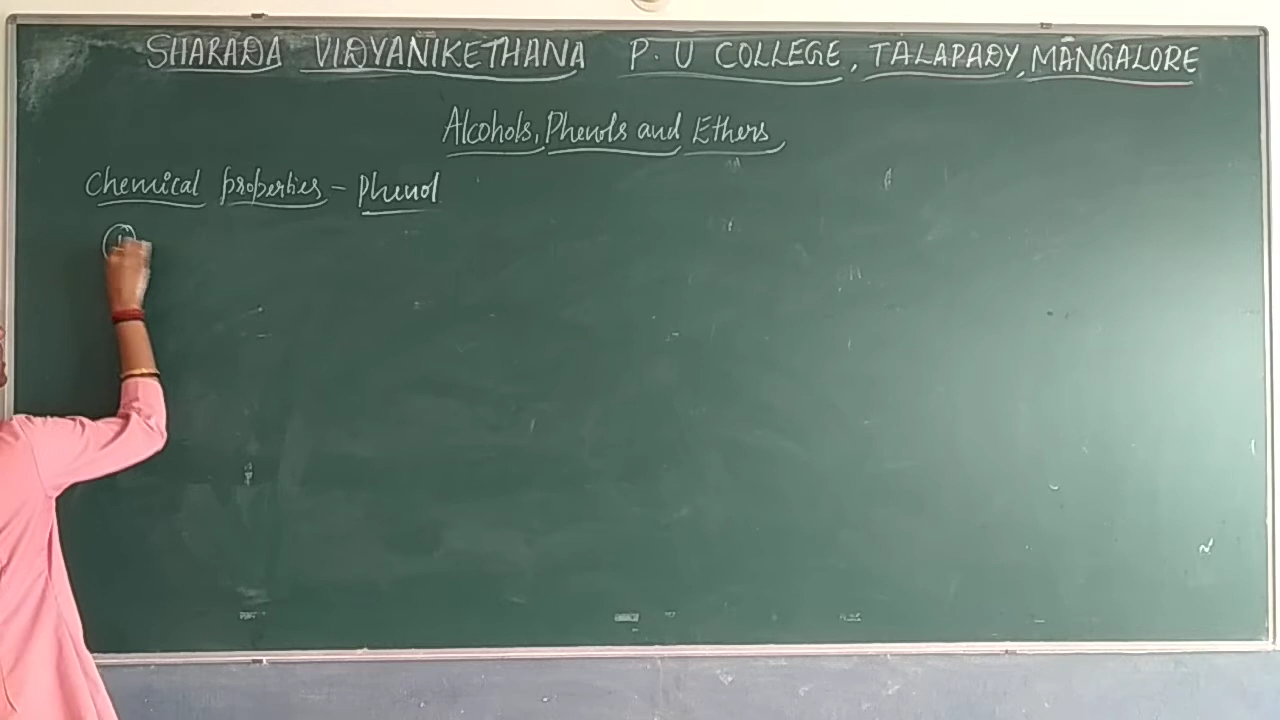 SHARADA VIDYANIKETHANA P. U COLLEGE, TALAPADY, MANGALORE
Alcohols, Phenols and Ethers
Chemical properties - Phenol